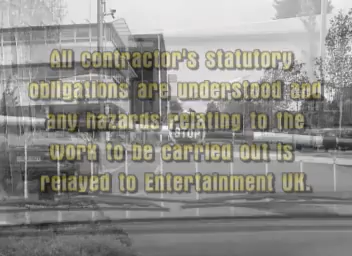 All contractor's statutory
obligations are understood and
any hazards relating to the
work to be carried out is
relayed to Entertainment UK.